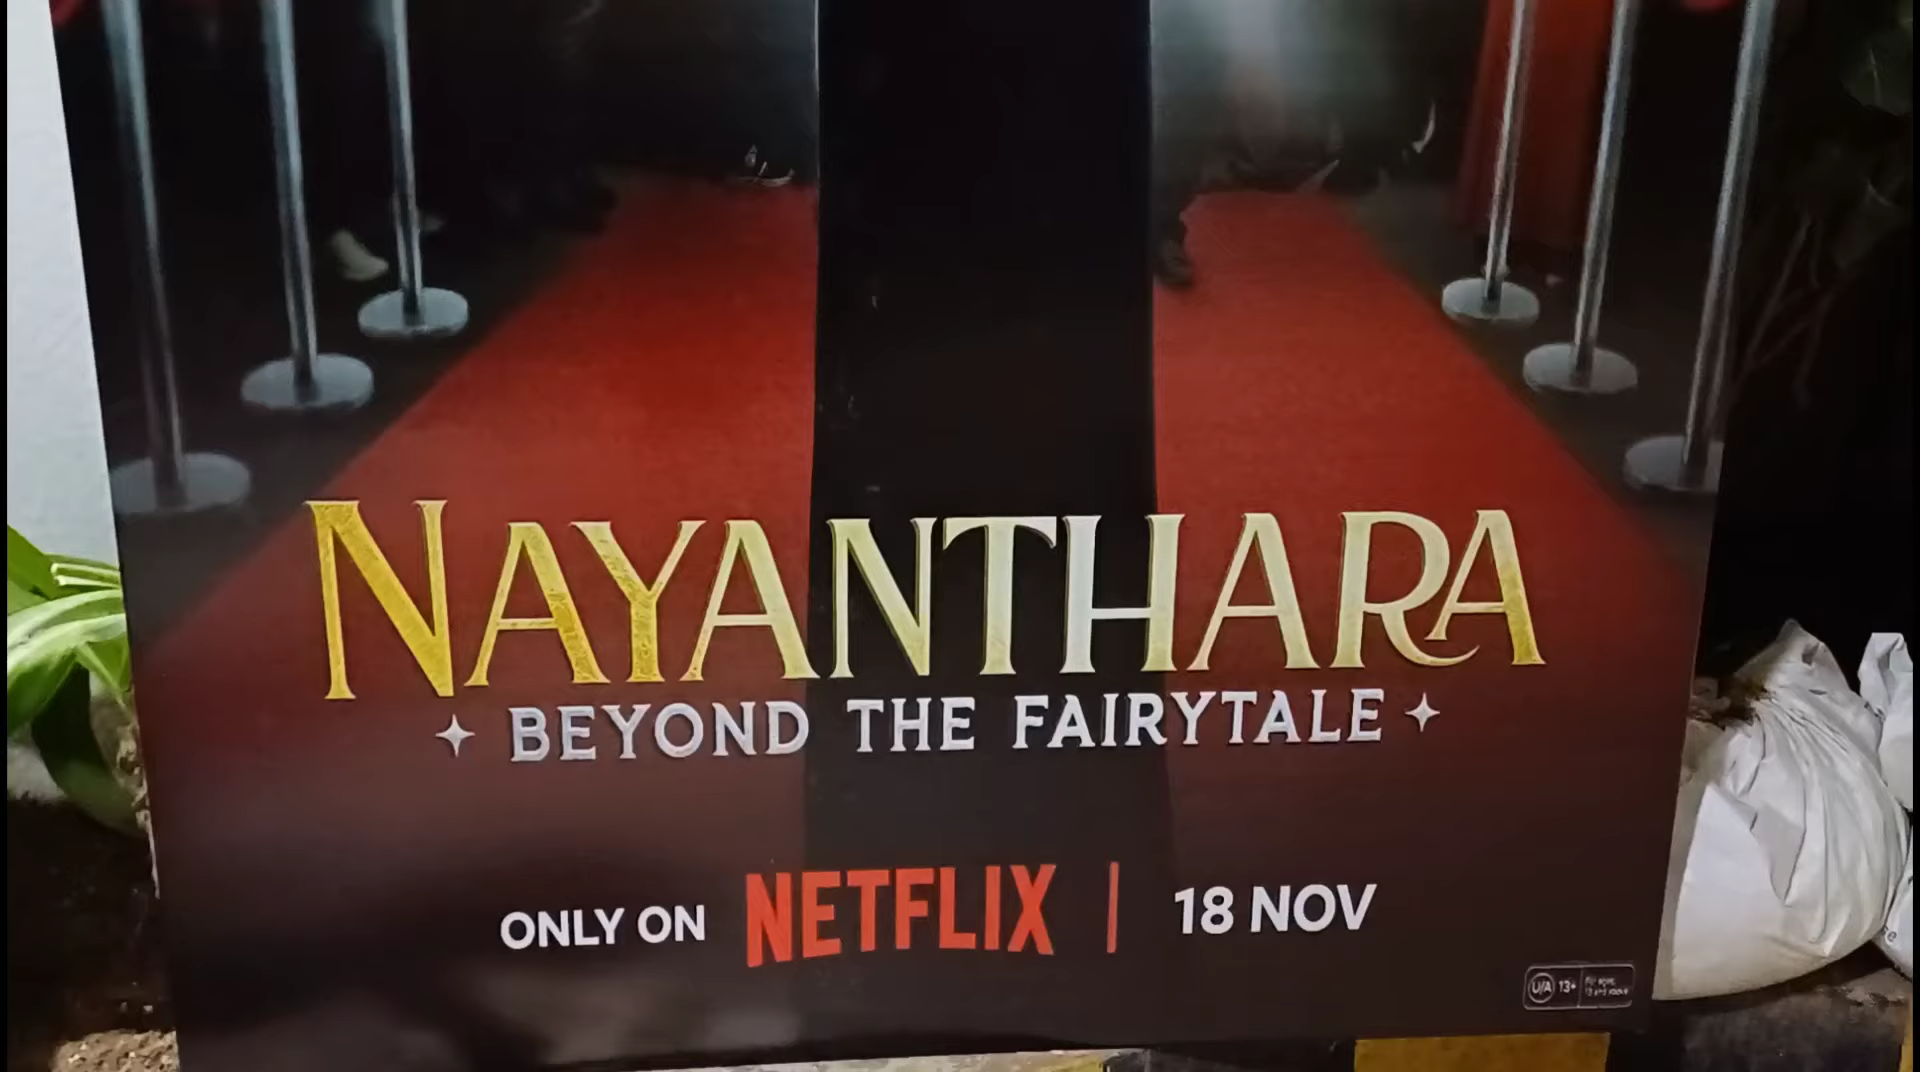 NAYANTHARA
BEYOND THE FAIRYTALE
ONLY ON NETFLIX | 18 NOV
U/A 13+